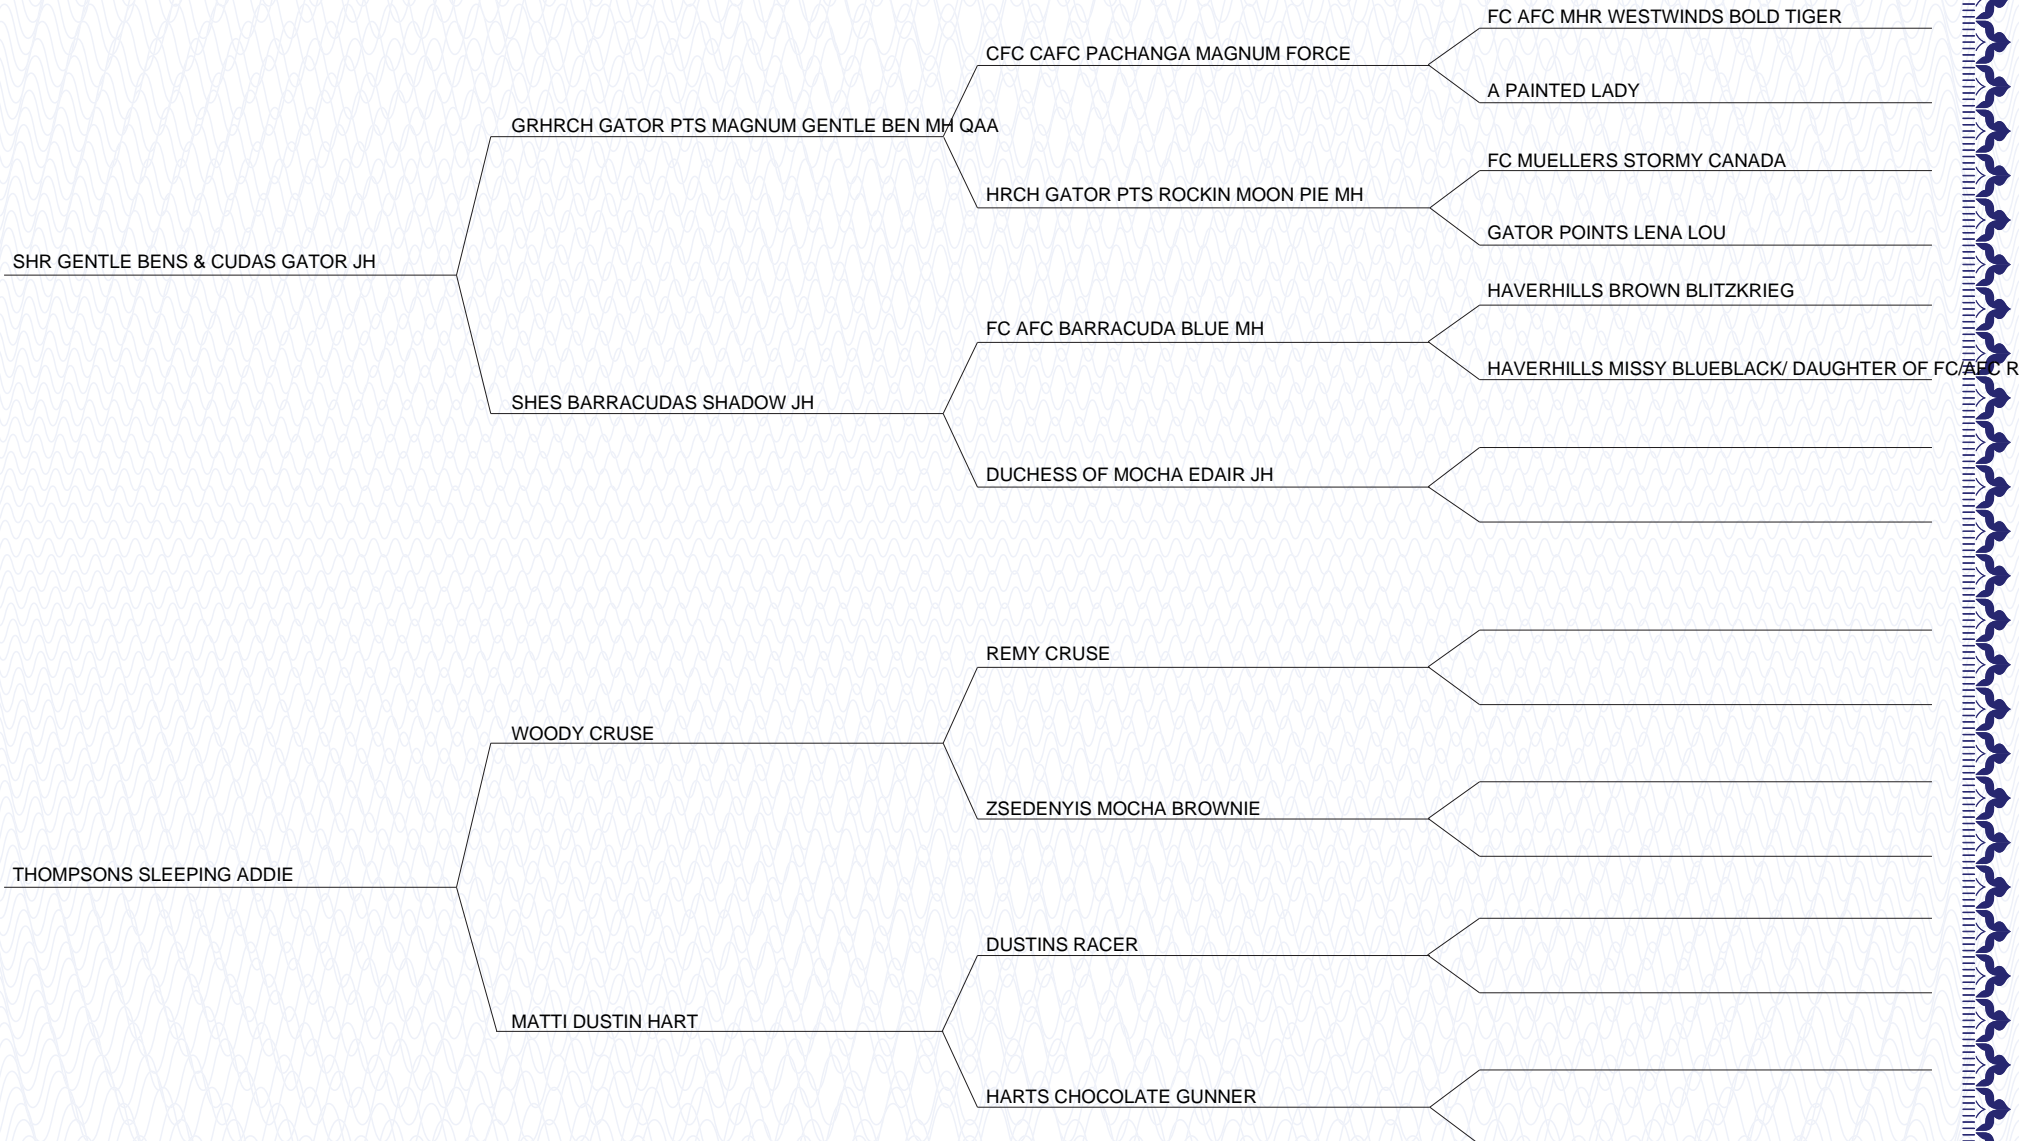 FC AFC MHR WESTWINDS BOLD TIGER
CFC CAFC PACHANGA MAGNUM FORCE
A PAINTED LADY
GRHRCH GATOR PTS MAGNUM GENTLE BEN MH QAA
FC MUELLERS STORMY CANADA
HRCH GATOR PTS ROCKIN MOON PIE MH
GATOR POINTS LENA LOU
SHR GENTLE BENS & CUDAS GATOR JH
HAVERHILLS BROWN BLITZKRIEG
FC AFC BARRACUDA BLUE MH
HAVERHILLS MISSY BLUEBLACK/ DAUGHTER OF FC/AFC R
SHES BARRACUDAS SHADOW JH
DUCHESS OF MOCHA EDAIR JH
REMY CRUSE
WOODY CRUSE
ZSEDENYIS MOCHA BROWNIE
THOMPSONS SLEEPING ADDIE
DUSTINS RACER
MATTI DUSTIN HART
HARTS CHOCOLATE GUNNER